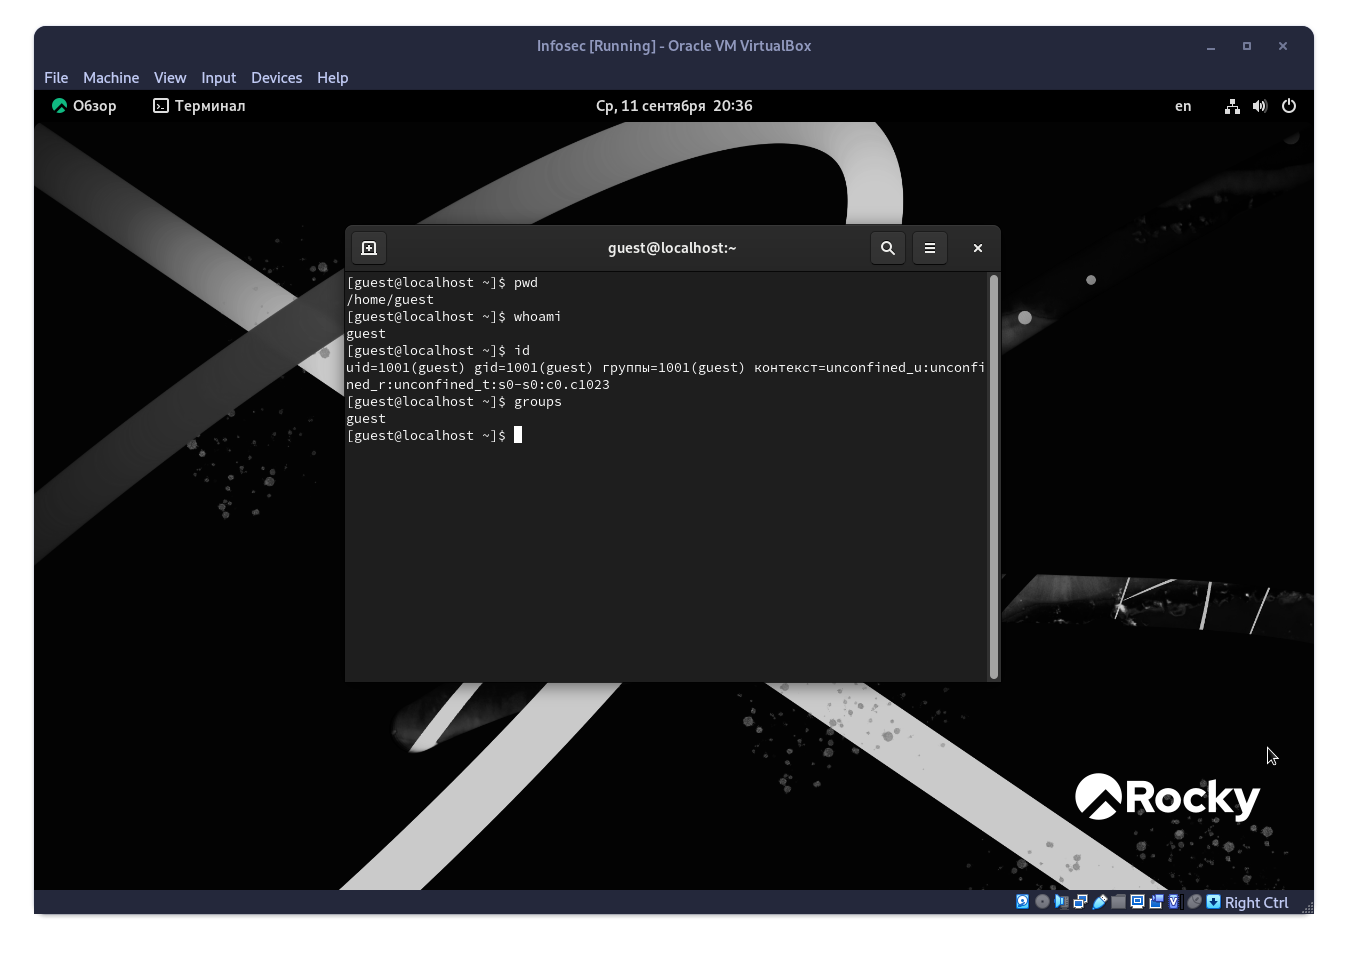 Infosec [Running] - Oracle VM VirtualBox
File Machine View Input Devices Help
Обзор Терминал Ср, 11 сентября 20:36 en
guest@localhost:~
[guest@localhost ~]$ pwd
/home/guest
[guest@localhost ~]$ whoami
guest
[guest@localhost ~]$ id
uid=1001(guest) gid=1001(guest) группы=1001(guest) контекст=unconfined_u:unconfi
ned_r:unconfined_t:s0-s0:c0.c1023
[guest@localhost ~]$ groups
guest
[guest@localhost ~]$
Rocky
Right Ctrl